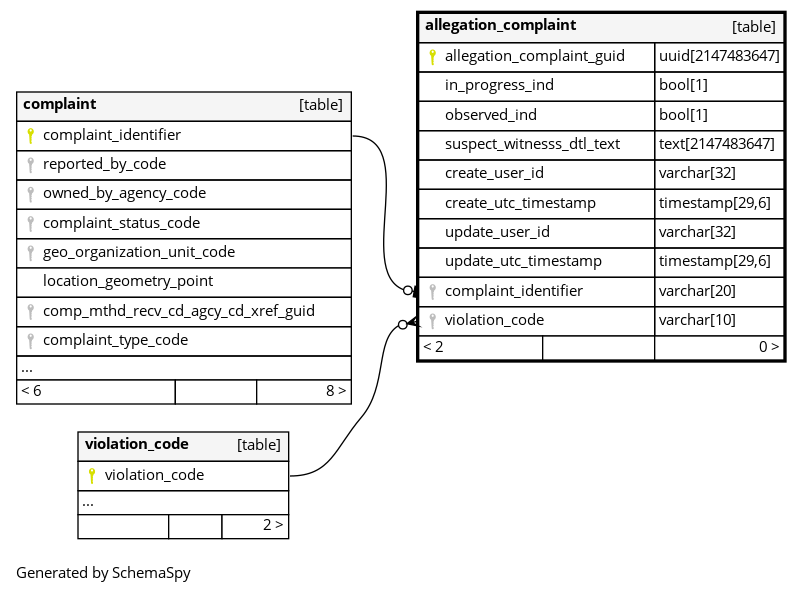 complaint [table]
complaint_identifier
reported_by_code
owned_by_agency_code
complaint_status_code
geo_organization_unit_code
location_geometry_point
comp_mthd_recv_cd_agcy_cd_xref_guid
complaint_type_code
...
< 6 8 >
violation_code [table]
violation_code
...
2 >
allegation_complaint [table]
allegation_complaint_guid uuid[2147483647]
in_progress_ind bool[1]
observed_ind bool[1]
suspect_witnesss_dtl_text text[2147483647]
create_user_id varchar[32]
create_utc_timestamp timestamp[29,6]
update_user_id varchar[32]
update_utc_timestamp timestamp[29,6]
complaint_identifier varchar[20]
violation_code varchar[10]
< 2 0 >
Generated by SchemaSpy